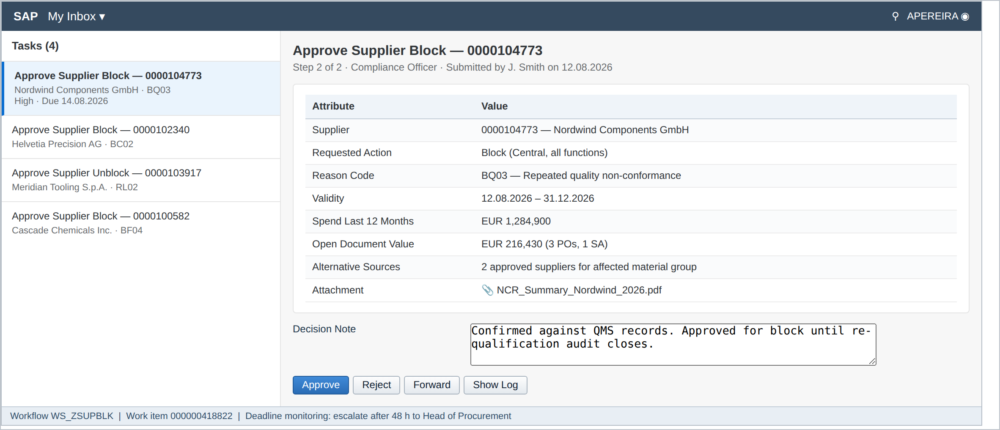 SAP My Inbox ▾
⚲ APEREIRA ◉
Tasks (4)
Approve Supplier Block — 0000104773
Nordwind Components GmbH · BQ03
High · Due 14.08.2026
Approve Supplier Block — 0000102340
Helvetia Precision AG · BC02
Approve Supplier Unblock — 0000103917
Meridian Tooling S.p.A. · RL02
Approve Supplier Block — 0000100582
Cascade Chemicals Inc. · BF04
Approve Supplier Block — 0000104773
Step 2 of 2 · Compliance Officer · Submitted by J. Smith on 12.08.2026
Attribute Value
Supplier 0000104773 — Nordwind Components GmbH
Requested Action Block (Central, all functions)
Reason Code BQ03 — Repeated quality non-conformance
Validity 12.08.2026 – 31.12.2026
Spend Last 12 Months EUR 1,284,900
Open Document Value EUR 216,430 (3 POs, 1 SA)
Alternative Sources 2 approved suppliers for affected material group
Attachment 📎 NCR_Summary_Nordwind_2026.pdf
Decision Note
Confirmed against QMS records. Approved for block until re-
qualification audit closes.
Approve Reject Forward Show Log
Workflow WS_ZSUPBLK | Work item 000000418822 | Deadline monitoring: escalate after 48 h to Head of Procurement